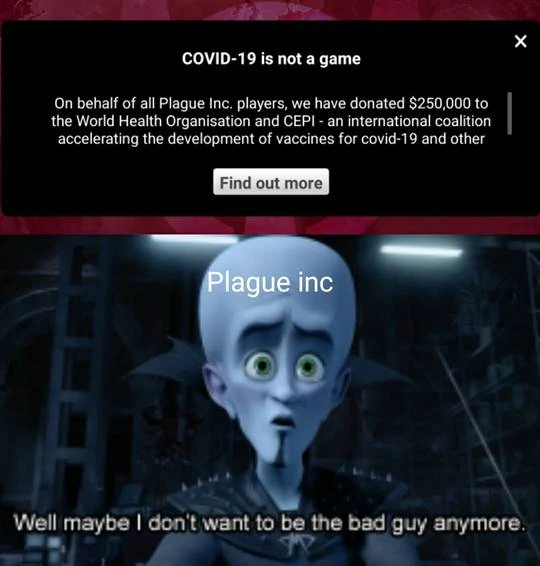 COVID-19 is not a game
On behalf of all Plague Inc. players, we have donated $250,000 to
the World Health Organisation and CEPI - an international coalition
accelerating the development of vaccines for covid-19 and other
Find out more
Plague inc
Well maybe I don't want to be the bad guy anymore.